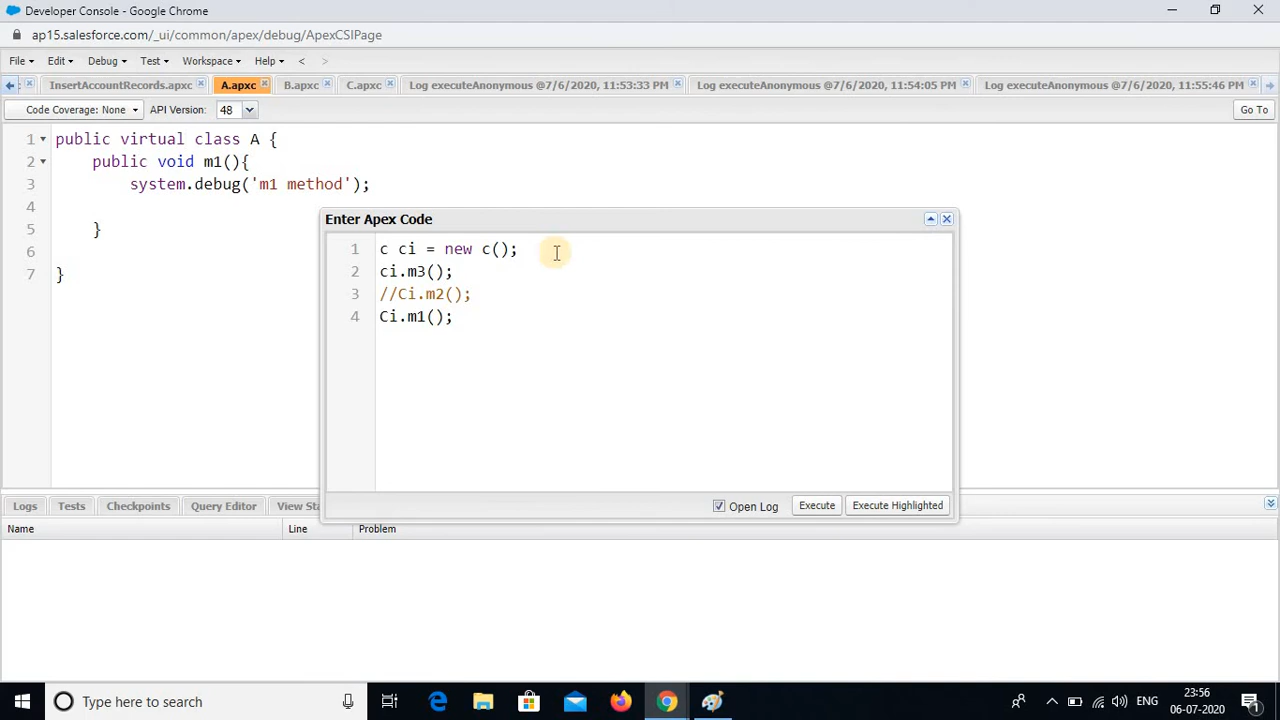 Developer Console - Google Chrome
ap15.salesforce.com/_ui/common/apex/debug/ApexCSIPage
File Edit Debug Test Workspace Help < >
InsertAccountRecords.apxc A.apxc B.apxc C.apxc Log executeAnonymous @7/6/2020, 11:53:33 PM Log executeAnonymous @7/6/2020, 11:54:05 PM Log executeAnonymous @7/6/2020, 11:55:46 PM
Code Coverage: None API Version: 48 Go To
1 public virtual class A {
2 public void m1(){
3 system.debug('m1 method');
4
5 }
6
7 }
Enter Apex Code
1 c ci = new c();
2 ci.m3();
3 //Ci.m2();
4 Ci.m1();
Open Log Execute Execute Highlighted
Logs Tests Checkpoints Query Editor View Sta
Name Line Problem
Type here to search
ENG
23:56
06-07-2020
1